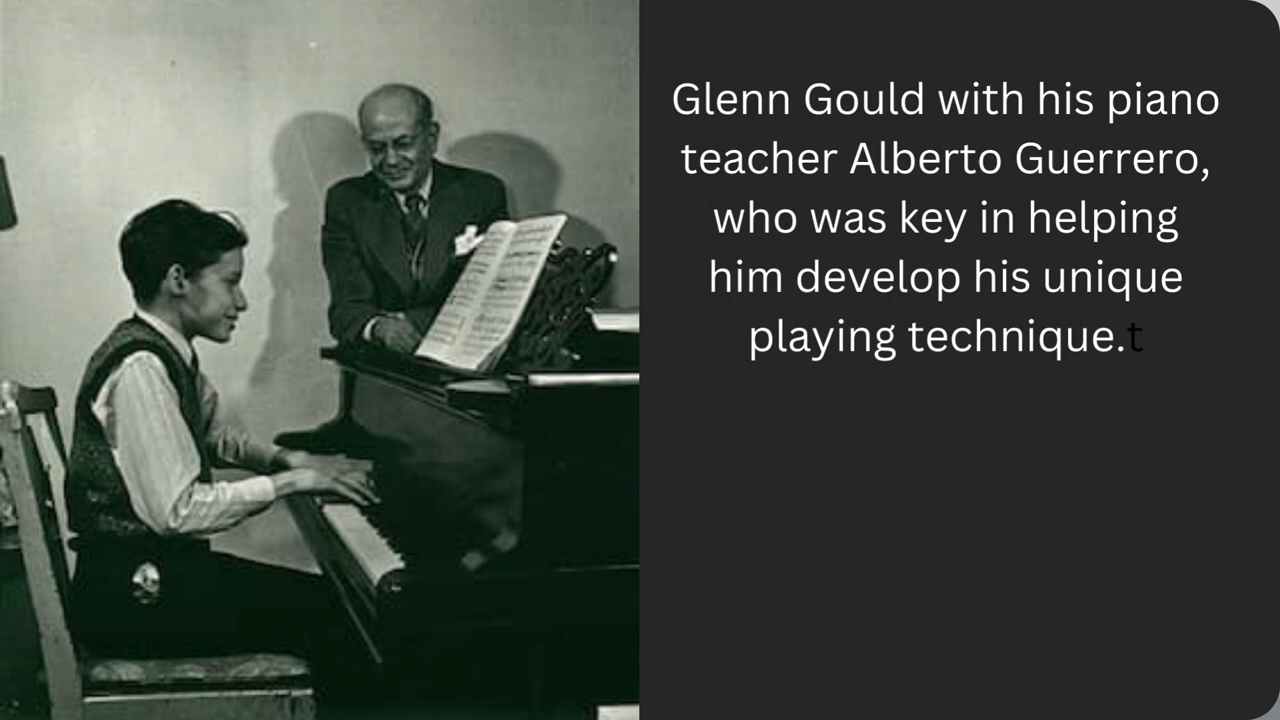 Glenn Gould with his piano
teacher Alberto Guerrero,
who was key in helping
him develop his unique
playing technique.t